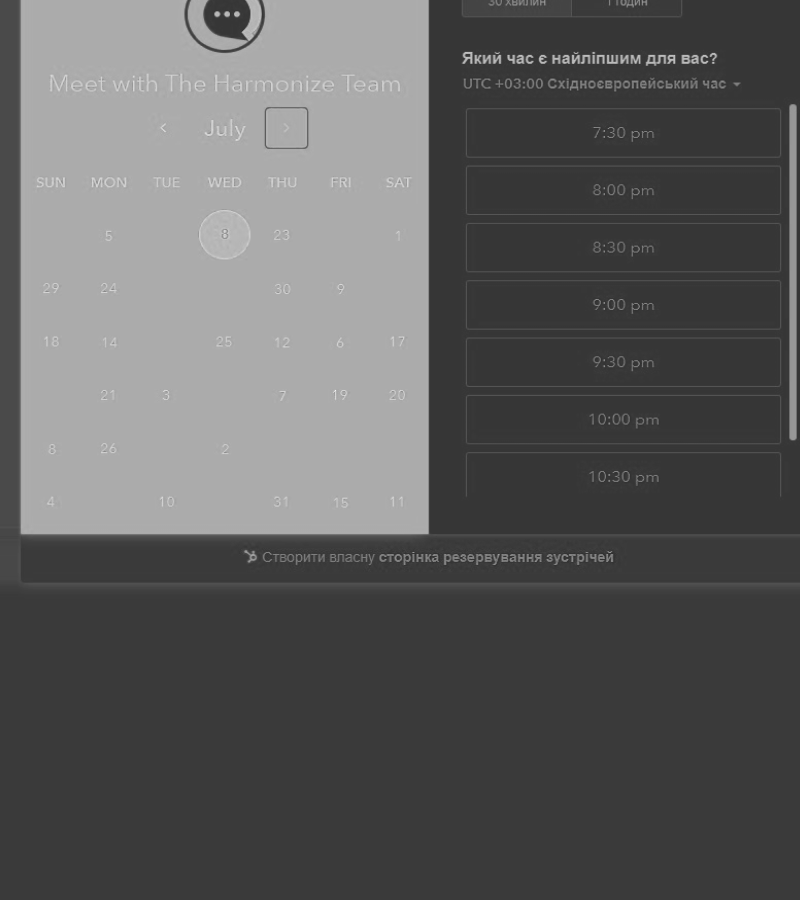 30 хвилин 1 годин
Meet with The Harmonize Team
July
SUN MON TUE WED THU FRI SAT
5 8 23 1
29 24 30 9
18 14 25 12 6 17
21 3 7 19 20
8 26 2
4 10 31 15 11
Який час є найліпшим для вас?
UTC +03:00 Східноєвропейський час
7:30 pm
8:00 pm
8:30 pm
9:00 pm
9:30 pm
10:00 pm
10:30 pm
Створити власну сторінка резервування зустрічей